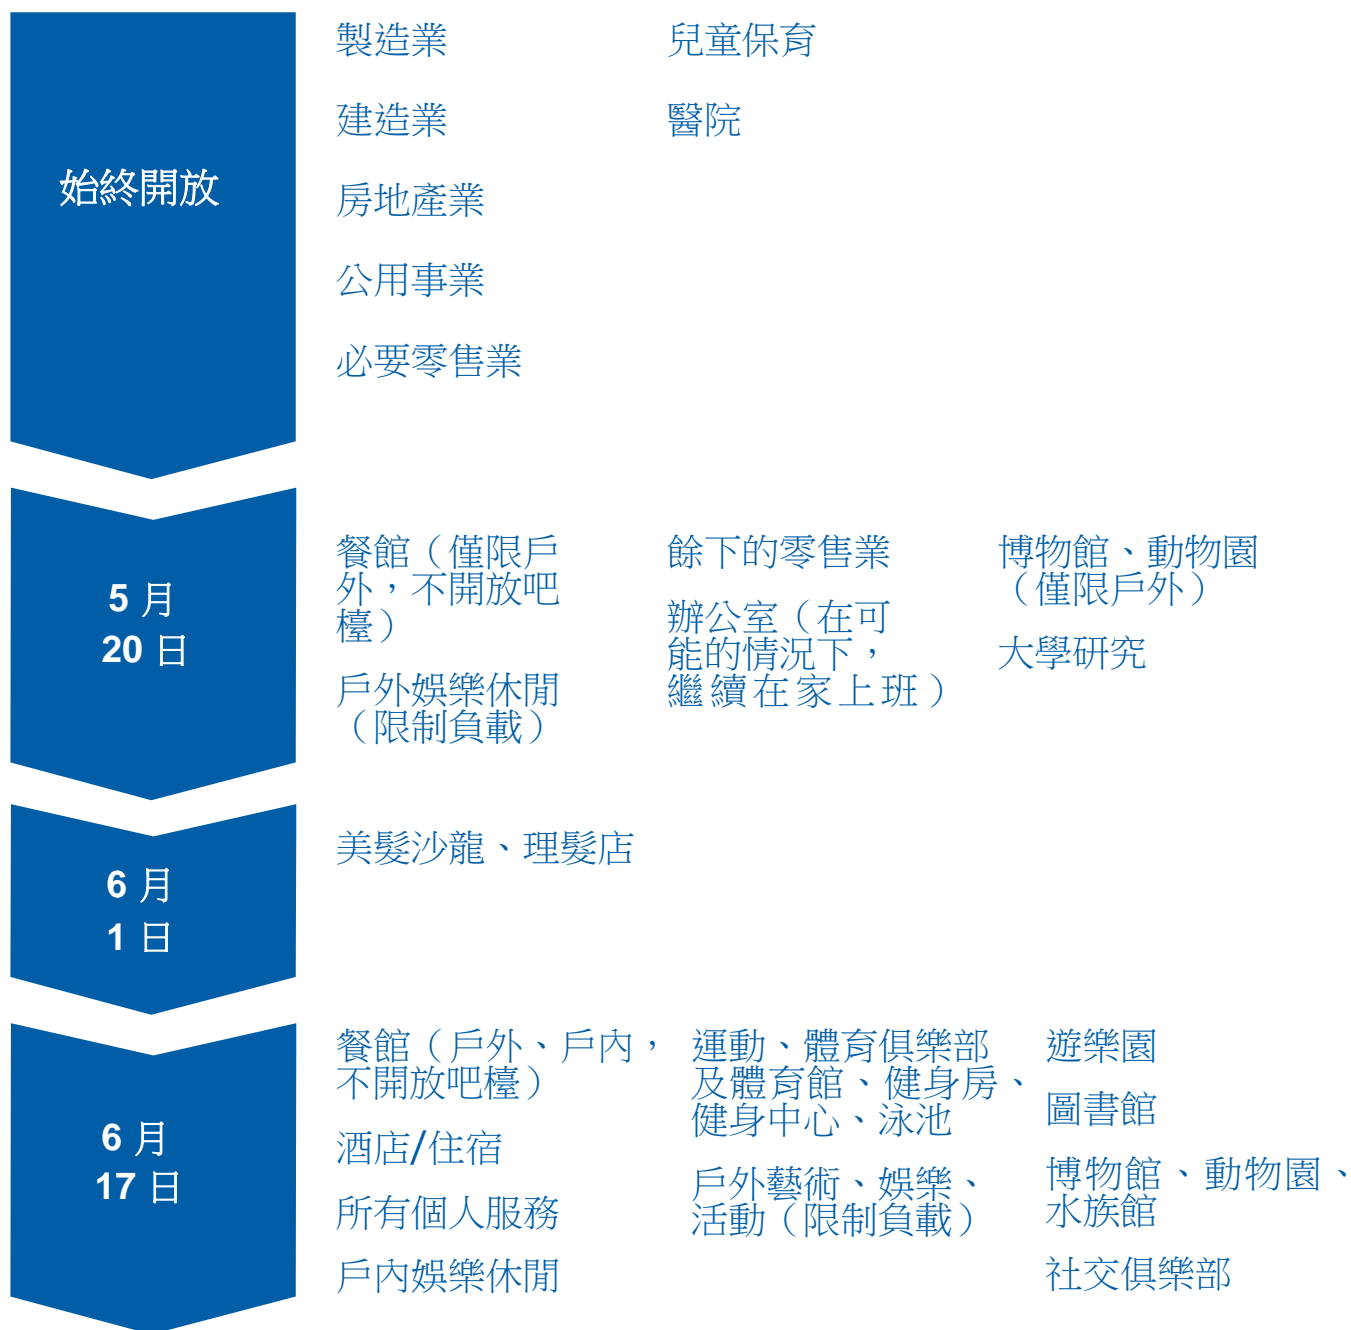 始終開放
製造業
建造業
房地產業
公用事業
必要零售業
兒童保育
醫院
5 月
20 日
餐館（僅限戶
外，不開放吧
檯）
戶外娛樂休閒
（限制負載）
餘下的零售業
辦公室（在可
能的情況下，
繼續在家上班）
博物館、動物園
（僅限戶外）
大學研究
6 月
1 日
美髮沙龍、理髮店
6 月
17 日
餐館（戶外、戶內，
不開放吧檯）
酒店/住宿
所有個人服務
戶內娛樂休閒
運動、體育俱樂部
及體育館、健身房、
健身中心、泳池
戶外藝術、娛樂、
活動（限制負載）
遊樂園
圖書館
博物館、動物園、
水族館
社交俱樂部